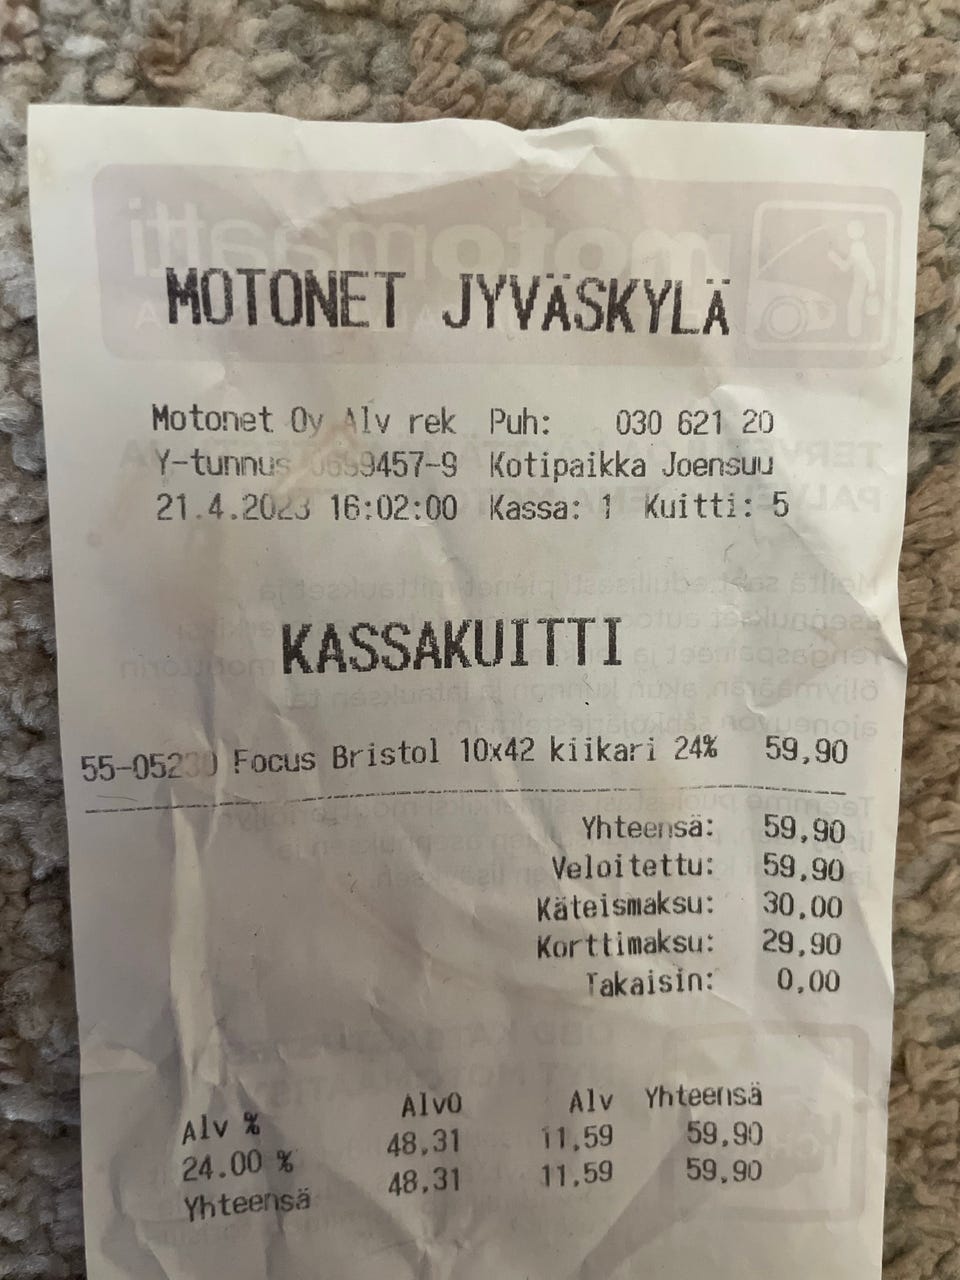 MOTONET JYVÄSKYLÄ
Motonet Oy Alv rek Puh: 030 621 20
Y-tunnus Kotipaikka Joensuu
21.4.2023 16:02:00 Kassa: 1 Kuitti: 5
KASSAKUITTI
Focus Bristol 10x42 kiikari 24% 59,90
Yhteensä: 59,90
Veloitettu: 59,90
Käteismaksu: 30,00
Korttimaksu: 29,90
Takaisin: 0,00
Alv % Alv0 Alv Yhteensä
24.00 % 48,31 11,59 59,90
Yhteensä 48,31 11,59 59,90